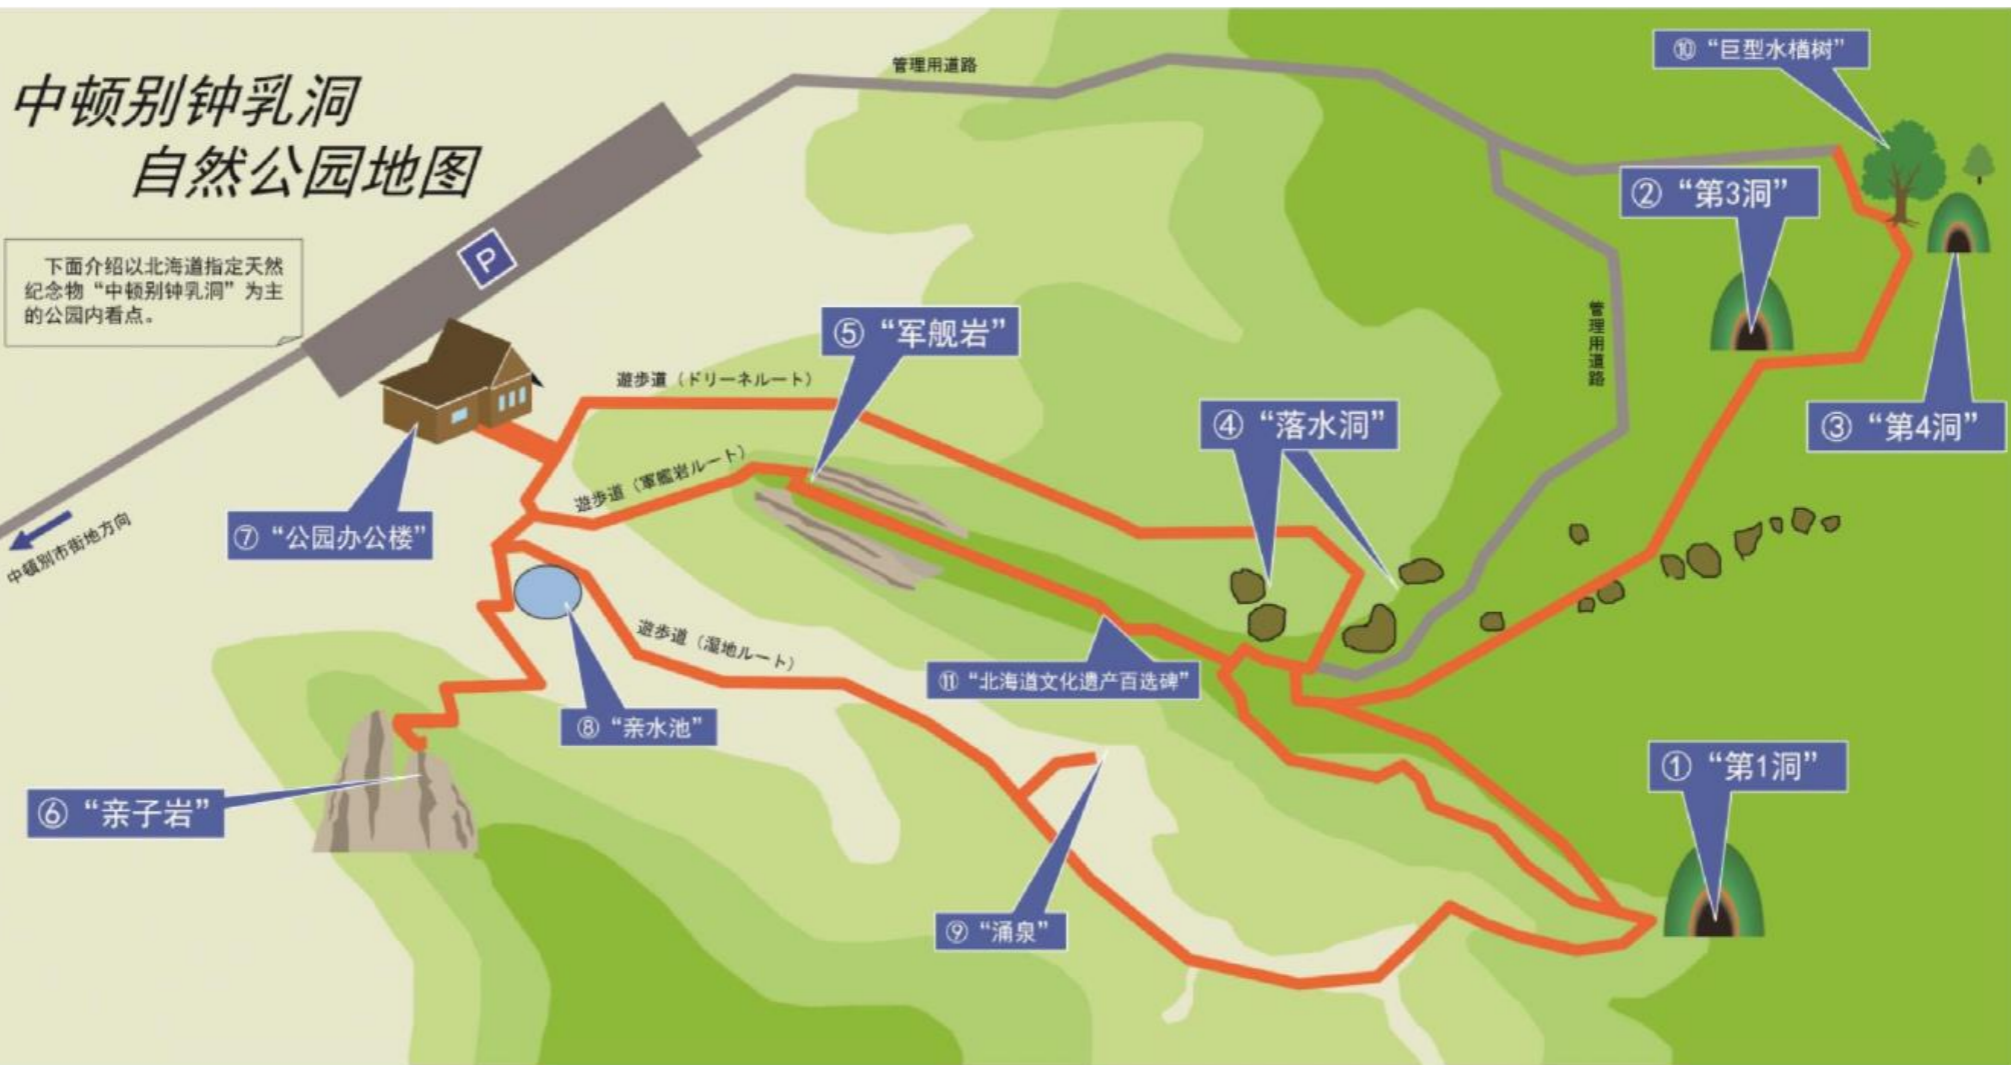 中顿别钟乳洞
自然公园地图
下面介绍以北海道指定天然
纪念物“中顿别钟乳洞”为主
的公园内看点。
管理用道路
⑩“巨型水楢树”
②“第3洞”
P
⑤“军舰岩”
管理用道路
遊歩道（ドリーネルート）
④“落水洞”
③“第4洞”
遊歩道（軍艦岩ルート）
⑦“公园办公楼”
中頓別市街地方向
遊歩道（湿地ルート）
⑪“北海道文化遗产百选碑”
⑧“亲水池”
①“第1洞”
⑥“亲子岩”
⑨“涌泉”